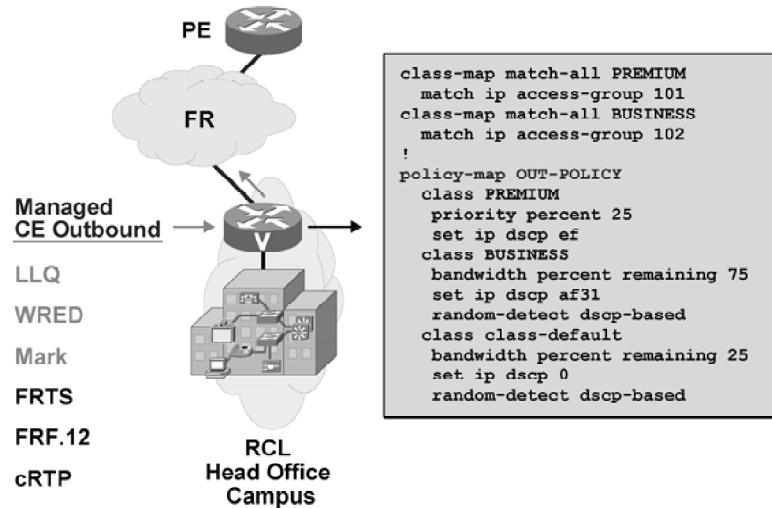 PE
FR
Managed
CE Outbound
LLQ
WRED
Mark
FRTS
FRF.12
cRTP
V
RCL
Head Office
Campus
class-map match-all PREMIUM
match ip access-group 101
class-map match-all BUSINESS
match ip access-group 102
!
policy-map OUT-POLICY
class PREMIUM
priority percent 25
set ip dscp ef
class BUSINESS
bandwidth percent remaining 75
set ip dscp af31
random-detect dscp-based
class class-default
bandwidth percent remaining 25
set ip dscp 0
random-detect dscp-based